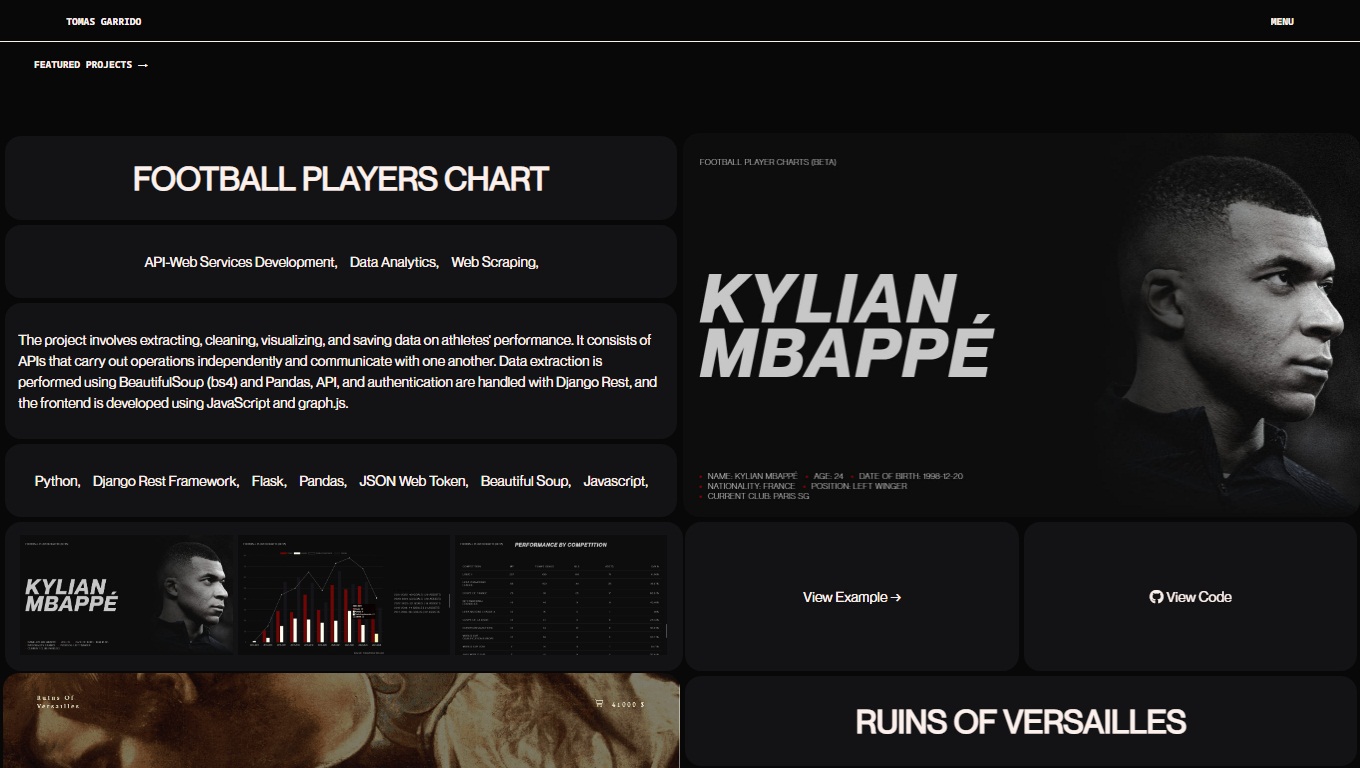 TOMAS GARRIDO
MENU
FEATURED PROJECTS →
FOOTBALL PLAYERS CHART
API-Web Services Development, Data Analytics, Web Scraping,
The project involves extracting, cleaning, visualizing, and saving data on athletes' performance. It consists of
APIs that carry out operations independently and communicate with one another. Data extraction is
performed using BeautifulSoup (bs4) and Pandas, API, and authentication are handled with Django Rest, and
the frontend is developed using JavaScript and graph.js.
Python, Django Rest Framework, Flask, Pandas, JSON Web Token, Beautiful Soup, Javascript,
FOOTBALL PLAYER CHARTS (BETA)
KYLIAN
MBAPPÉ
• NAME: KYLIAN MBAPPÉ • AGE: 24 • DATE OF BIRTH: 1998-12-20
• NATIONALITY: FRANCE • POSITION: LEFT WINGER
• CURRENT CLUB: PARIS SG
KYLIAN
MBAPPÉ
PERFORMANCE BY COMPETITION
View Example →
View Code
Ruins Of
Versailles
41000 $
RUINS OF VERSAILLES